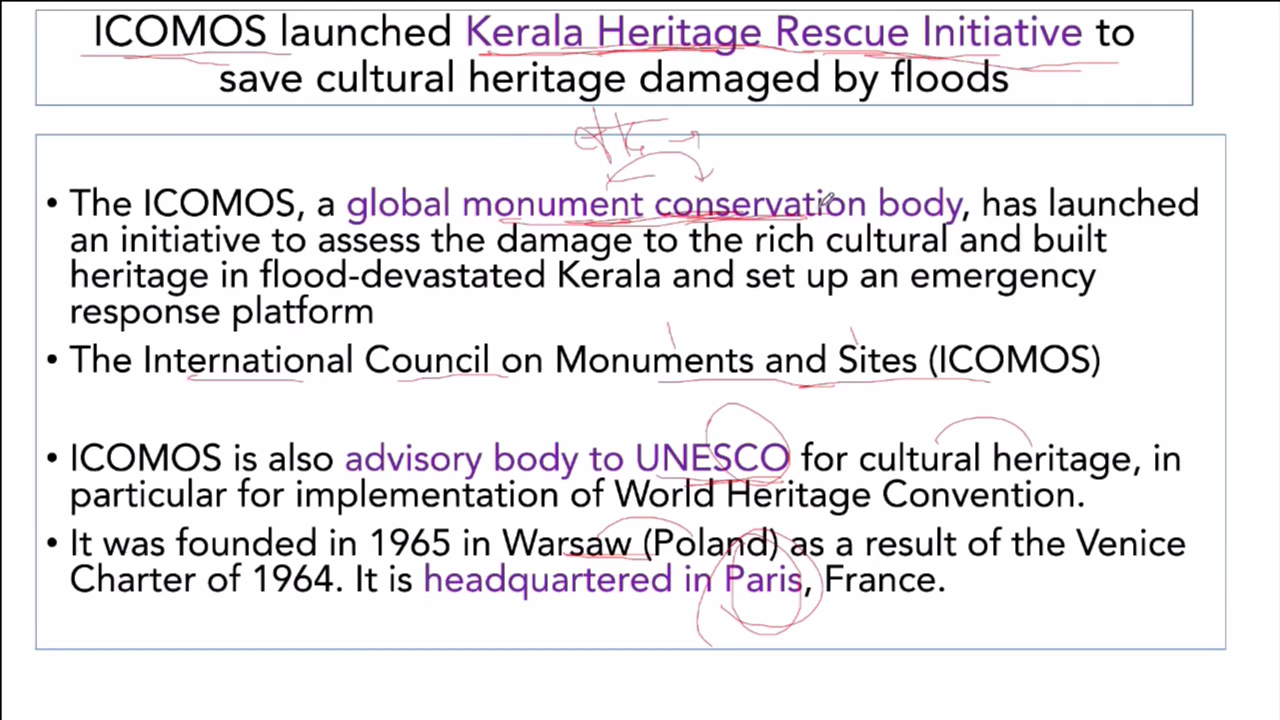 ICOMOS launched Kerala Heritage Rescue Initiative to
save cultural heritage damaged by floods
• The ICOMOS, a global monument conservation body, has launched
an initiative to assess the damage to the rich cultural and built
heritage in flood-devastated Kerala and set up an emergency
response platform
• The International Council on Monuments and Sites (ICOMOS)
• ICOMOS is also advisory body to UNESCO for cultural heritage, in
particular for implementation of World Heritage Convention.
• It was founded in 1965 in Warsaw (Poland) as a result of the Venice
Charter of 1964. It is headquartered in Paris, France.